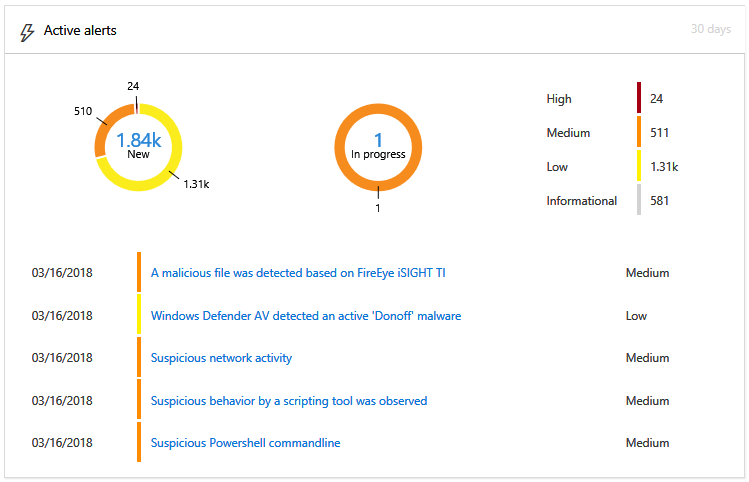 Active alerts
30 days
24
510
1.84k
New
1.31k
1
In progress
1
High 24
Medium 511
Low 1.31k
Informational 581
03/16/2018 A malicious file was detected based on FireEye iSIGHT TI Medium
03/16/2018 Windows Defender AV detected an active 'Donoff' malware Low
03/16/2018 Suspicious network activity Medium
03/16/2018 Suspicious behavior by a scripting tool was observed Medium
03/16/2018 Suspicious Powershell commandline Medium